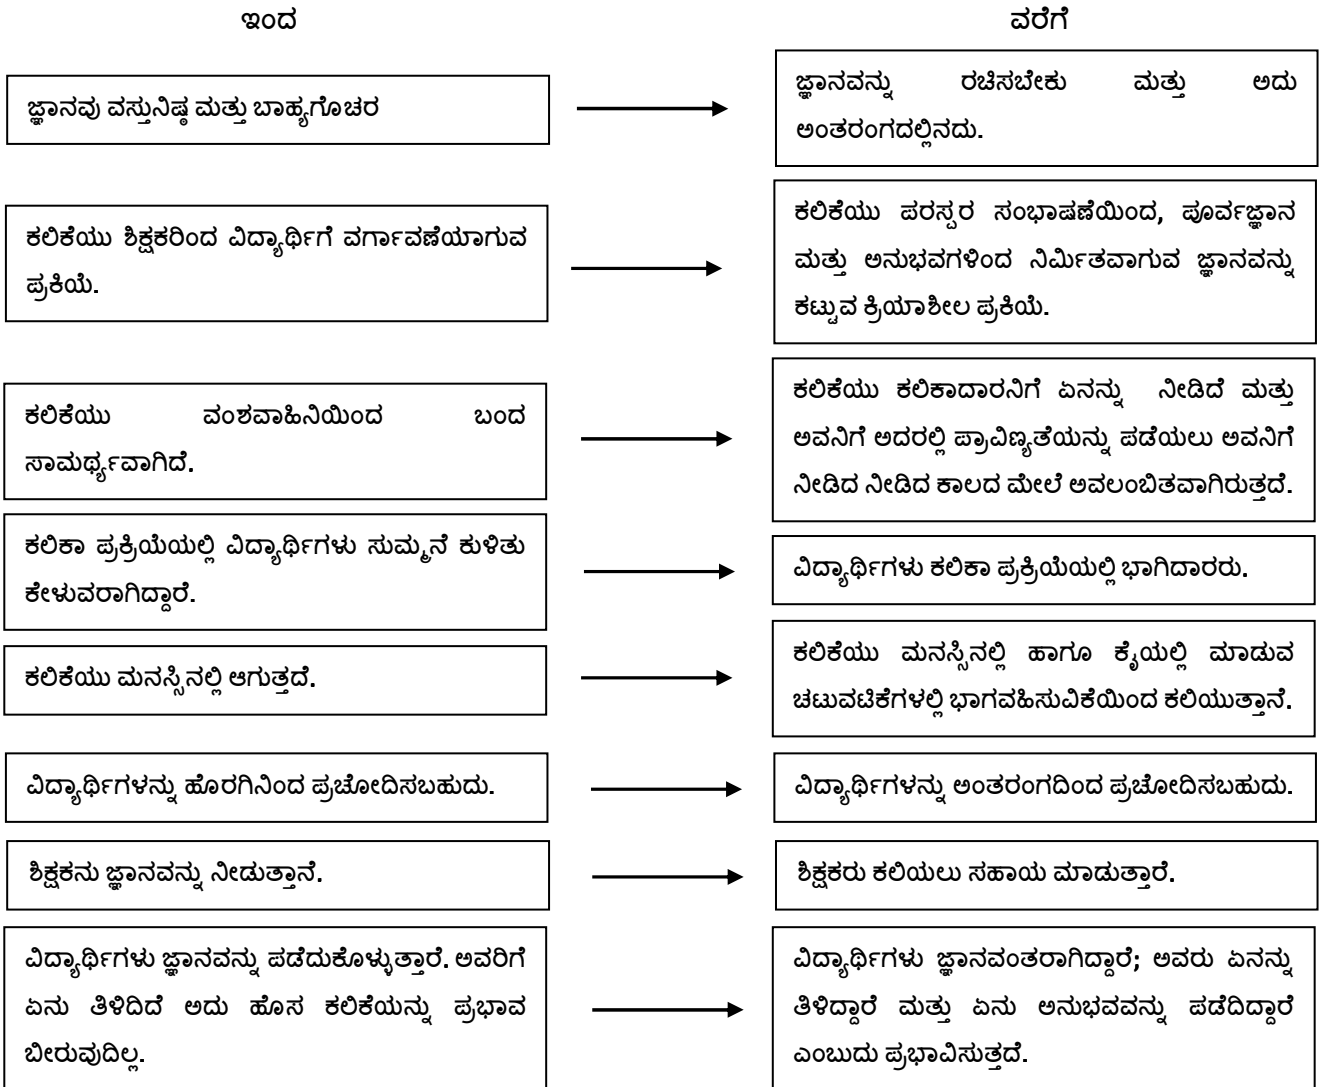 ಇಂದ
ವರೆಗೆ
ಜ್ಞಾನವು ವಸ್ತುನಿಷ್ಠ ಮತ್ತು ಬಾಹ್ಯಗೊಚರ
ಜ್ಞಾನವನ್ನು ರಚಿಸಬೇಕು ಮತ್ತು ಅದು
ಅಂತರಂಗದಲ್ಲಿನದು.
ಕಲಿಕೆಯು ಶಿಕ್ಷಕರಿಂದ ವಿದ್ಯಾರ್ಥಿಗೆ ವರ್ಗಾವಣೆಯಾಗುವ
ಪ್ರಕಿಯೆ.
ಕಲಿಕೆಯು ಪರಸ್ಪರ ಸಂಭಾಷಣೆಯಿಂದ, ಪೂರ್ವಜ್ಞಾನ
ಮತ್ತು ಅನುಭವಗಳಿಂದ ನಿರ್ಮಿತವಾಗುವ ಜ್ಞಾನವನ್ನು
ಕಟ್ಟುವ ಕ್ರಿಯಾಶೀಲ ಪ್ರಕಿಯೆ.
ಕಲಿಕೆಯು ವಂಶವಾಹಿನಿಯಿಂದ ಬಂದ
ಸಾಮರ್ಥ್ಯವಾಗಿದೆ.
ಕಲಿಕೆಯು ಕಲಿಕಾದಾರನಿಗೆ ಏನನ್ನು ನೀಡಿದೆ ಮತ್ತು
ಅವನಿಗೆ ಅದರಲ್ಲಿ ಪ್ರಾವಿಣ್ಯತೆಯನ್ನು ಪಡೆಯಲು ಅವನಿಗೆ
ನೀಡಿದ ನೀಡಿದ ಕಾಲದ ಮೇಲೆ ಅವಲಂಬಿತವಾಗಿರುತ್ತದೆ.
ಕಲಿಕಾ ಪ್ರಕ್ರಿಯೆಯಲ್ಲಿ ವಿದ್ಯಾರ್ಥಿಗಳು ಸುಮ್ಮನೆ ಕುಳಿತು
ಕೇಳುವರಾಗಿದ್ದಾರೆ.
ವಿದ್ಯಾರ್ಥಿಗಳು ಕಲಿಕಾ ಪ್ರಕ್ರಿಯೆಯಲ್ಲಿ ಭಾಗಿದಾರರು.
ಕಲಿಕೆಯು ಮನಸ್ಸಿನಲ್ಲಿ ಆಗುತ್ತದೆ.
ಕಲಿಕೆಯು ಮನಸ್ಸಿನಲ್ಲಿ ಹಾಗೂ ಕೈಯಲ್ಲಿ ಮಾಡುವ
ಚಟುವಟಿಕೆಗಳಲ್ಲಿ ಭಾಗವಹಿಸುವಿಕೆಯಿಂದ ಕಲಿಯುತ್ತಾನೆ.
ವಿದ್ಯಾರ್ಥಿಗಳನ್ನು ಹೊರಗಿನಿಂದ ಪ್ರಚೋದಿಸಬಹುದು.
ವಿದ್ಯಾರ್ಥಿಗಳನ್ನು ಅಂತರಂಗದಿಂದ ಪ್ರಚೋದಿಸಬಹುದು.
ಶಿಕ್ಷಕನು ಜ್ಞಾನವನ್ನು ನೀಡುತ್ತಾನೆ.
ಶಿಕ್ಷಕರು ಕಲಿಯಲು ಸಹಾಯ ಮಾಡುತ್ತಾರೆ.
ವಿದ್ಯಾರ್ಥಿಗಳು ಜ್ಞಾನವನ್ನು ಪಡೆದುಕೊಳ್ಳುತ್ತಾರೆ. ಅವರಿಗೆ
ಏನು ತಿಳಿದಿದೆ ಅದು ಹೊಸ ಕಲಿಕೆಯನ್ನು ಪ್ರಭಾವ
ಬೀರುವುದಿಲ್ಲ.
ವಿದ್ಯಾರ್ಥಿಗಳು ಜ್ಞಾನವಂತರಾಗಿದ್ದಾರೆ; ಅವರು ಏನನ್ನು
ತಿಳಿದ್ದಾರೆ ಮತ್ತು ಏನು ಅನುಭವವನ್ನು ಪಡೆದಿದ್ದಾರೆ
ಎಂಬುದು ಪ್ರಭಾವಿಸುತ್ತದೆ.